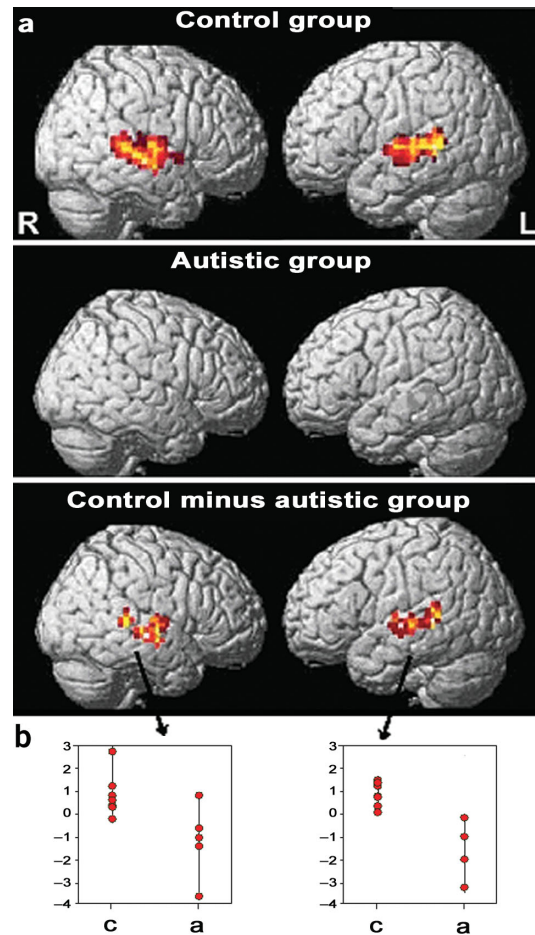 a Control group
R L
Autistic group
Control minus autistic group
b
3 3
2 2
1 1
0 0
−1 −1
−2 −2
−3 −3
−4 −4
c a c a